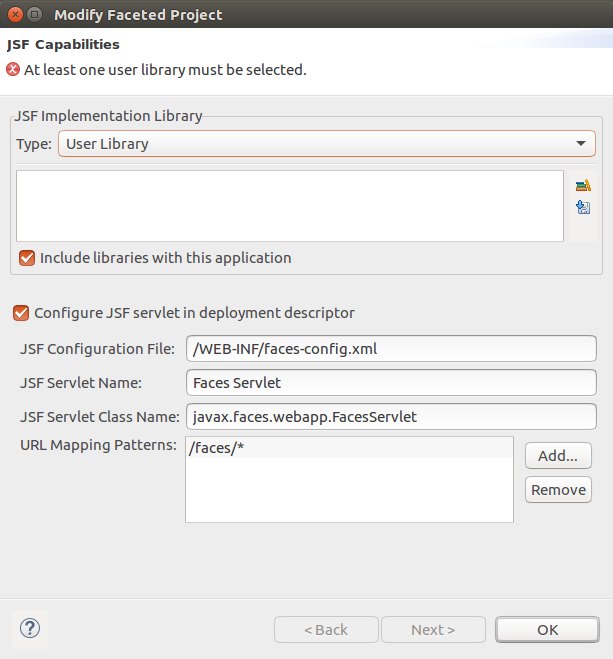 Modify Faceted Project
JSF Capabilities
At least one user library must be selected.
JSF Implementation Library
Type: User Library
Include libraries with this application
Configure JSF servlet in deployment descriptor
JSF Configuration File: /WEB-INF/faces-config.xml
JSF Servlet Name: Faces Servlet
JSF Servlet Class Name: javax.faces.webapp.FacesServlet
URL Mapping Patterns: /faces/*
Add...
Remove
?
< Back Next > OK